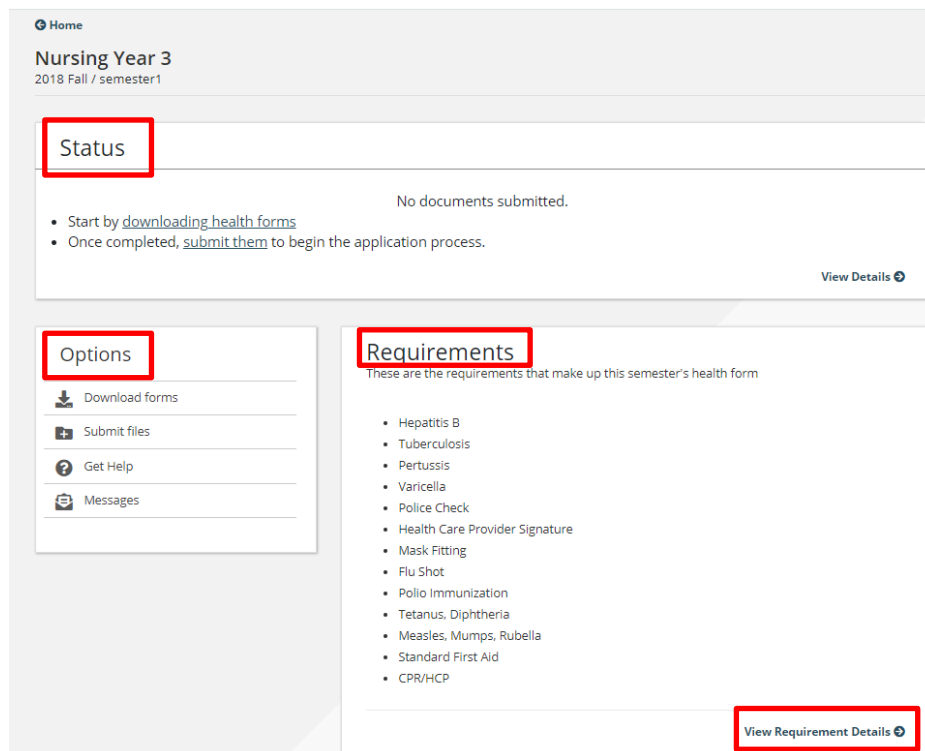 Home
Nursing Year 3
2018 Fall / semester1
Status
No documents submitted.
• Start by downloading health forms
• Once completed, submit them to begin the application process.
View Details
Options
Download forms
Submit files
Get Help
Messages
Requirements
These are the requirements that make up this semester's health form
• Hepatitis B
• Tuberculosis
• Pertussis
• Varicella
• Police Check
• Health Care Provider Signature
• Mask Fitting
• Flu Shot
• Polio Immunization
• Tetanus, Diphtheria
• Measles, Mumps, Rubella
• Standard First Aid
• CPR/HCP
View Requirement Details